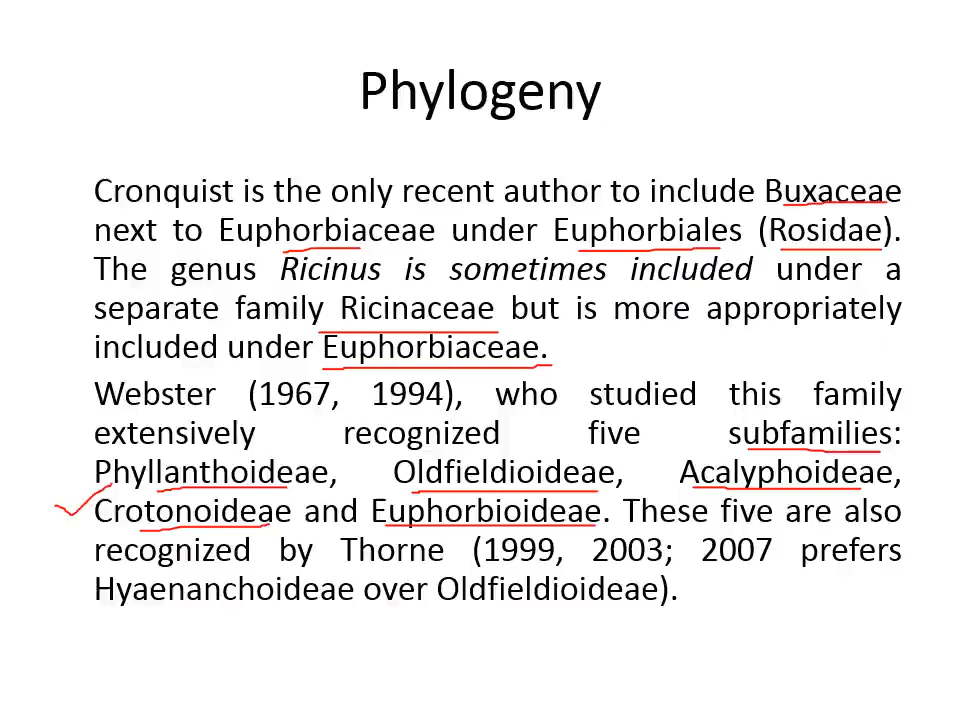 Phylogeny
Cronquist is the only recent author to include Buxaceae
next to Euphorbiaceae under Euphorbiales (Rosidae).
The genus Ricinus is sometimes included under a
separate family Ricinaceae but is more appropriately
included under Euphorbiaceae.
Webster (1967, 1994), who studied this family
extensively recognized five subfamilies:
Phyllanthoideae, Oldfieldioideae, Acalyphoideae,
Crotonoideae and Euphorbioideae. These five are also
recognized by Thorne (1999, 2003; 2007 prefers
Hyaenanchoideae over Oldfieldioideae).